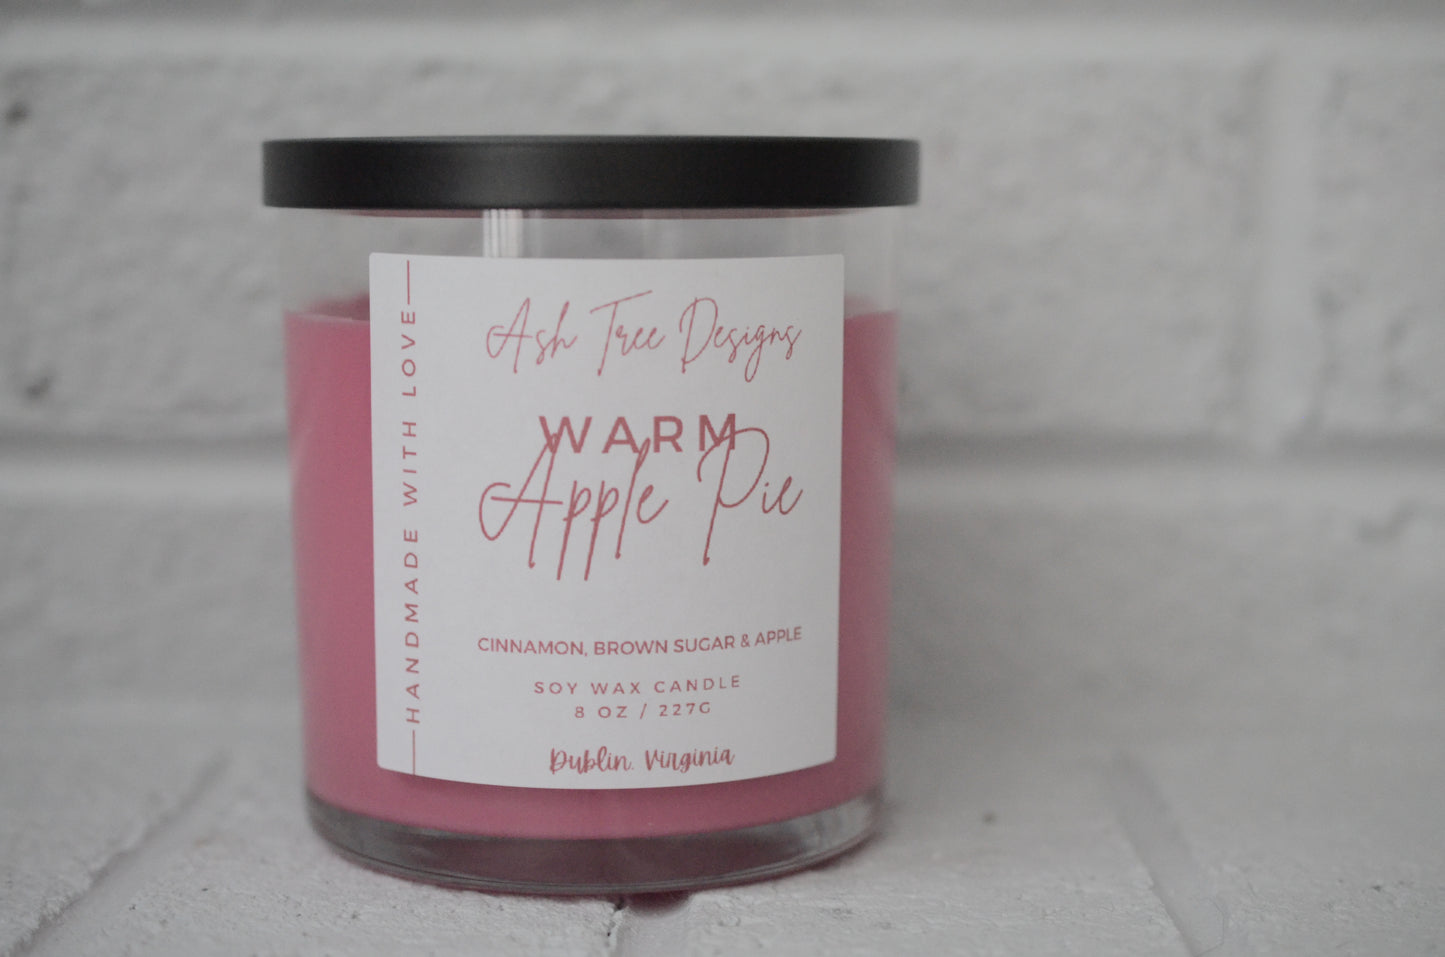 HANDMADE WITH LOVE
Ash Tree Designs
WARM
Apple Pie
CINNAMON, BROWN SUGAR & APPLE
SOY WAX CANDLE
8 OZ / 227G
Dublin, Virginia